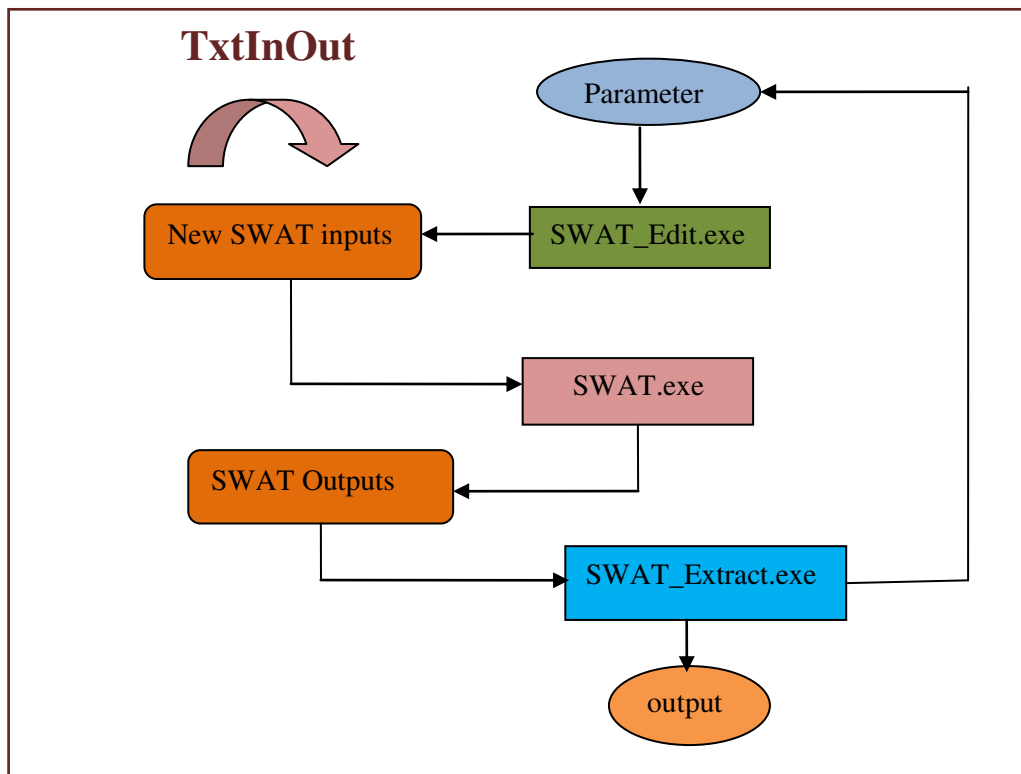 TxtInOut
Parameter
New SWAT inputs
SWAT_Edit.exe
SWAT.exe
SWAT Outputs
SWAT_Extract.exe
output